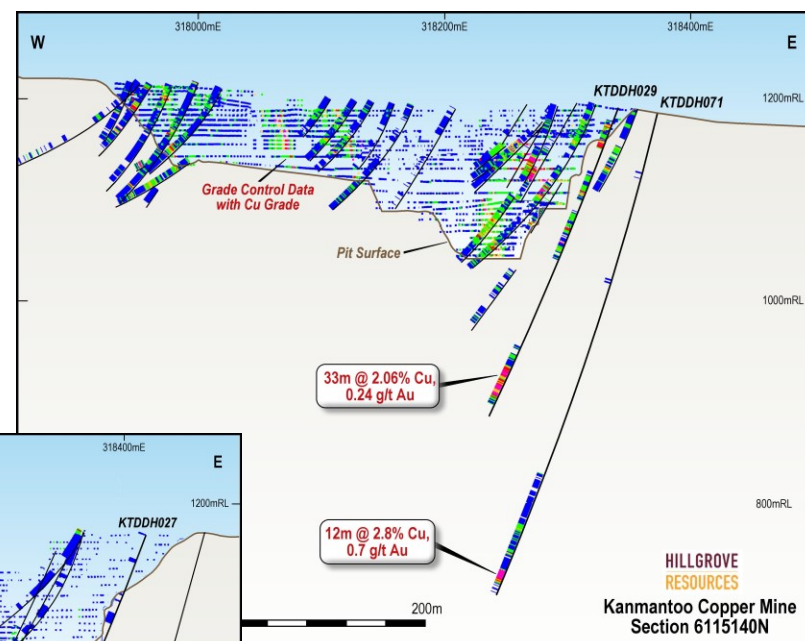 318000mE
318200mE
318400mE
W
E
KTDDH029
KTDDH071
1200mRL
Grade Control Data
with Cu Grade
Pit Surface
1000mRL
33m @ 2.06% Cu,
0.24 g/t Au
318400mE
E
1200mRL
KTDDH027
800mRL
12m @ 2.8% Cu,
0.7 g/t Au
HILLGROVE
RESOURCES
200m
Kanmantoo Copper Mine
Section 6115140N